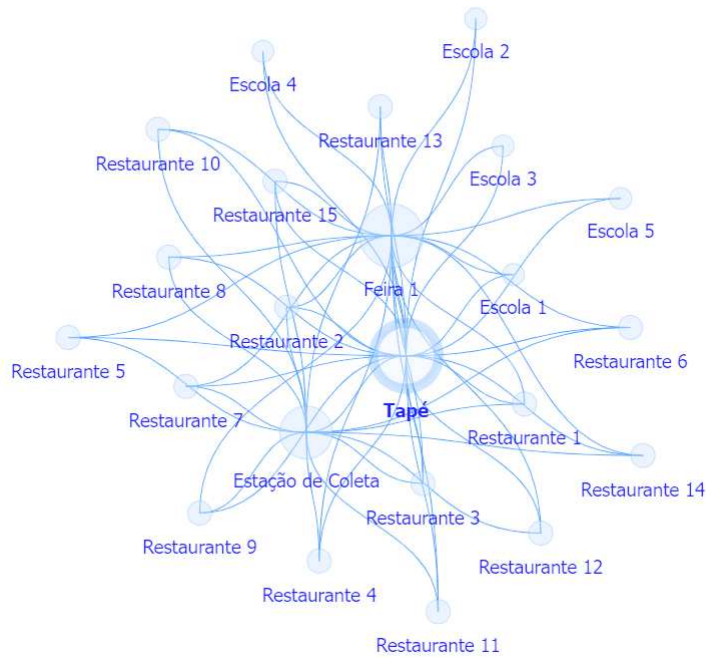 Escola 2
Escola 4
Restaurante 13
Restaurante 10
Escola 3
Restaurante 15
Escola 5
Restaurante 8
Feira 1
Escola 1
Restaurante 2
Restaurante 6
Restaurante 5
Tapé
Restaurante 7
Restaurante 1
Estação de Coleta
Restaurante 14
Restaurante 3
Restaurante 9
Restaurante 12
Restaurante 4
Restaurante 11